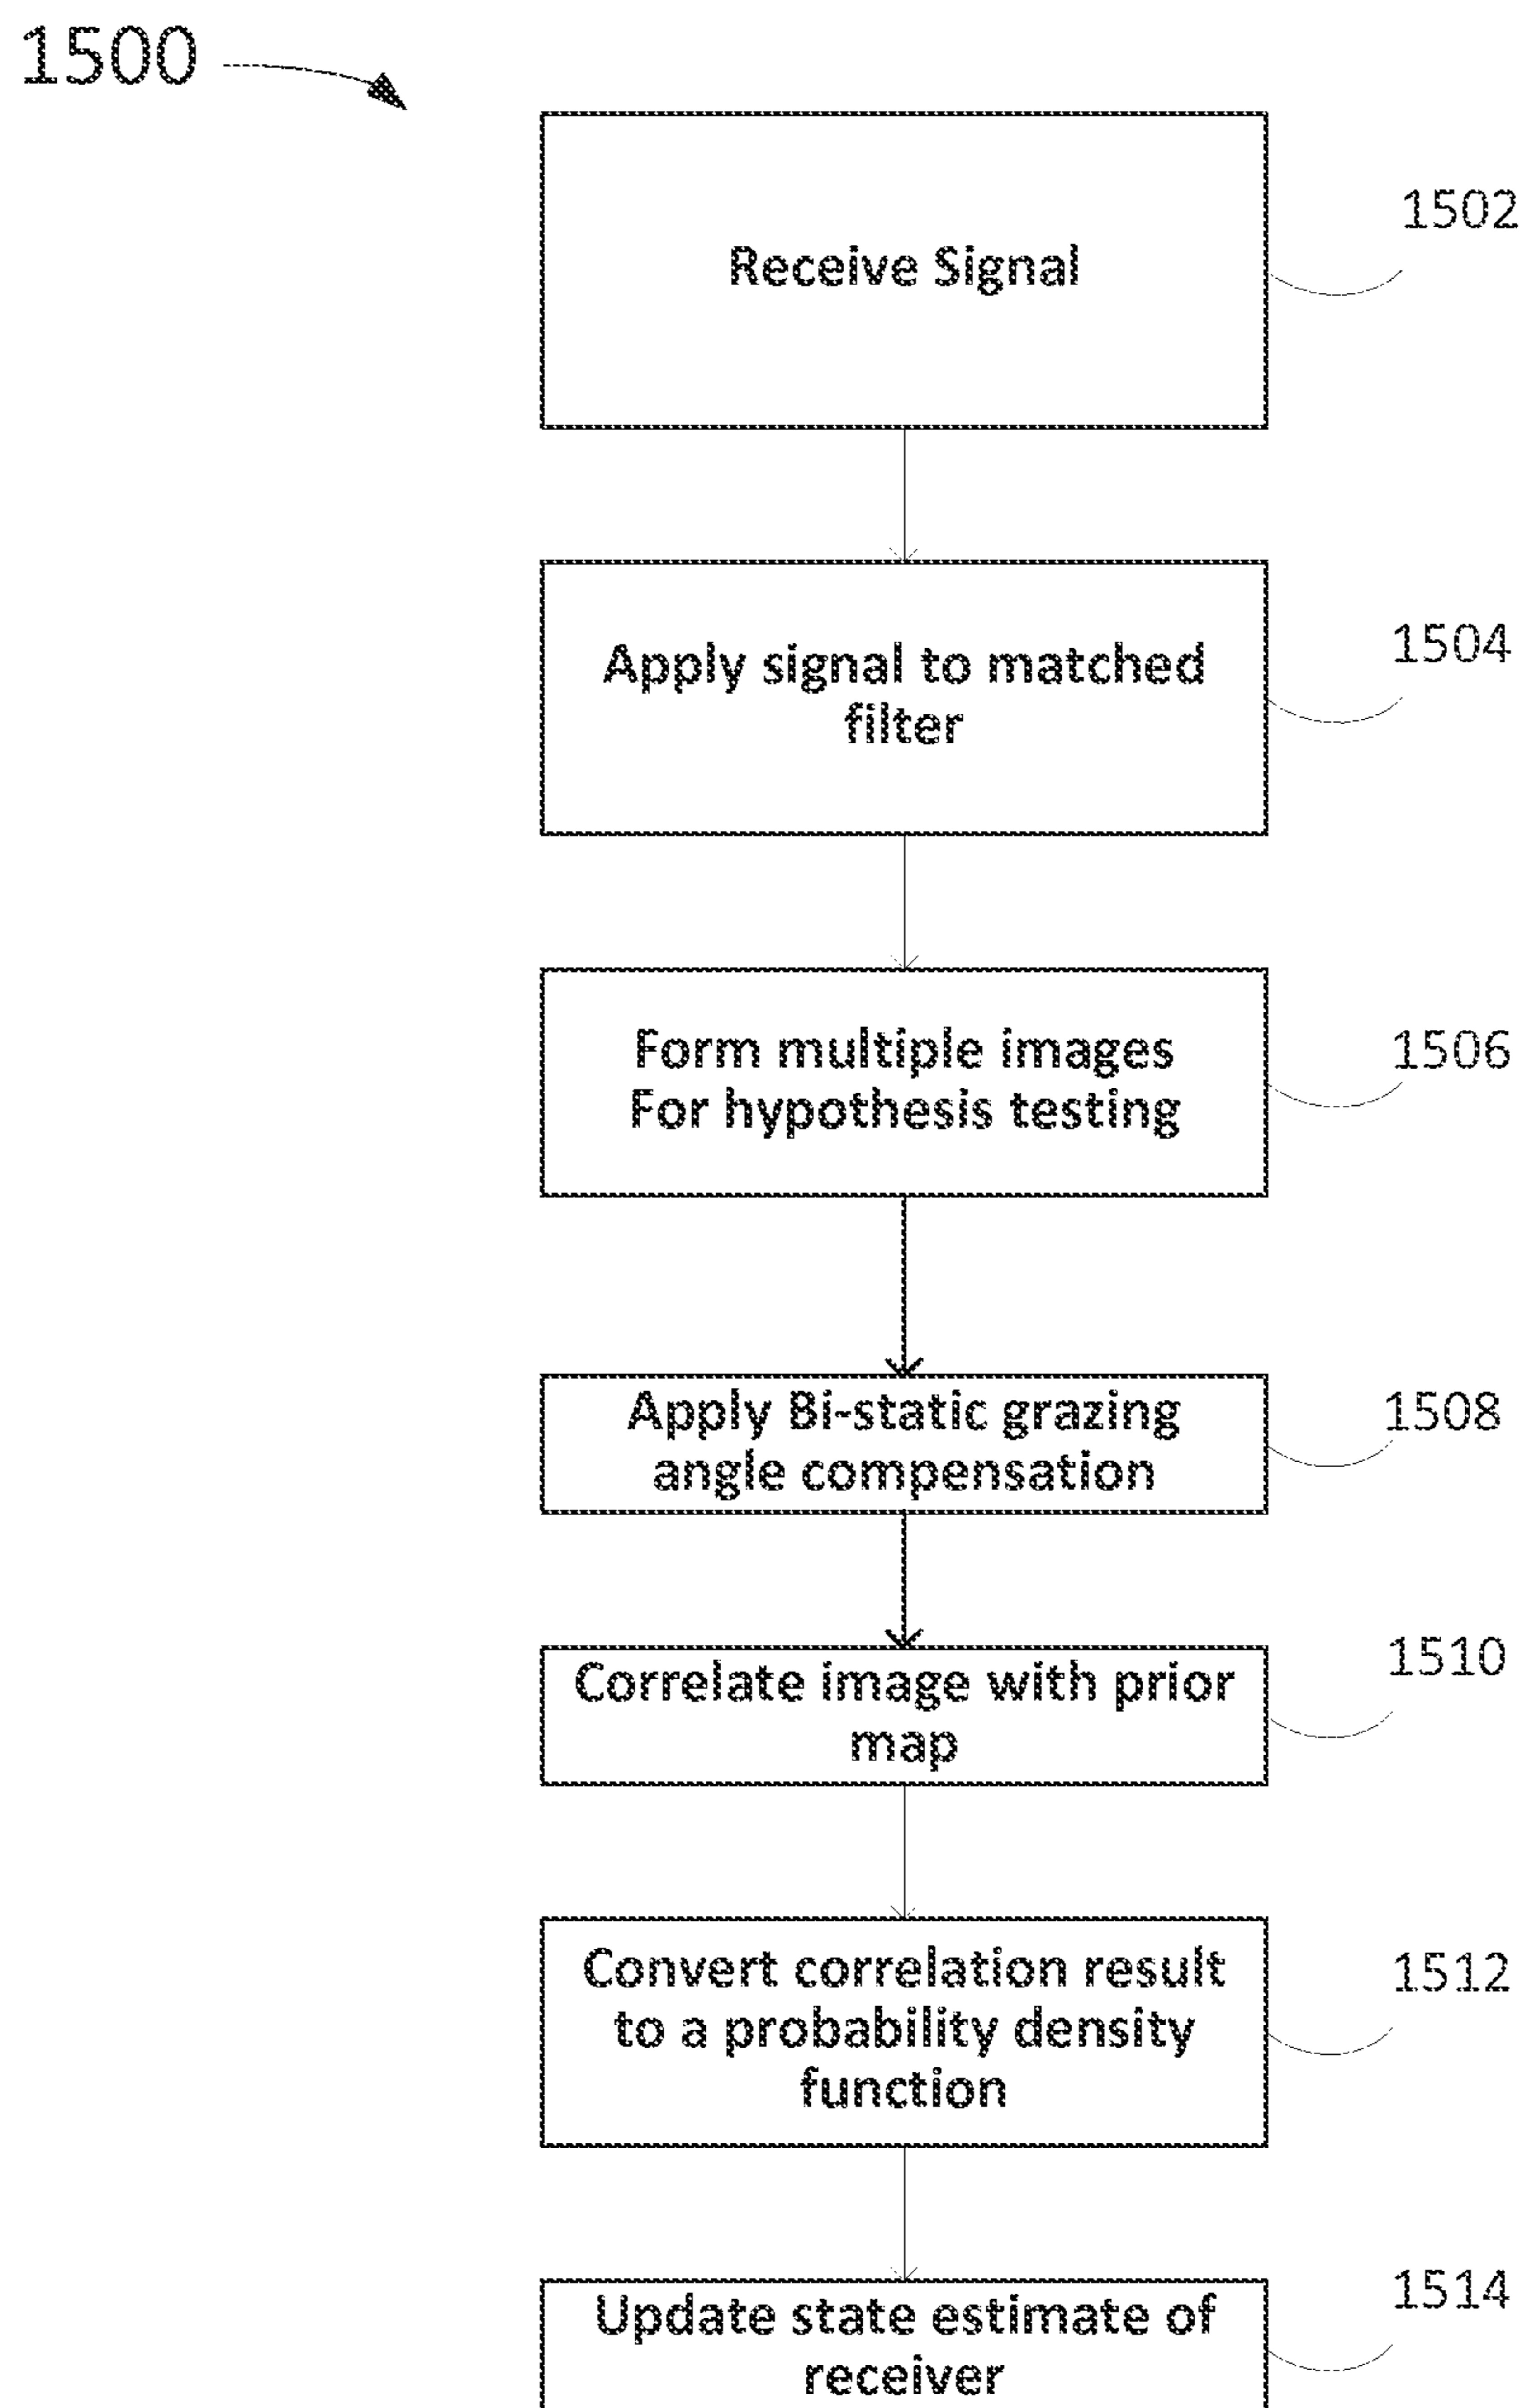 1500
Receive Signal
1502
Apply signal to matched
filter
1504
Form multiple images
For hypothesis testing
1506
Apply Bi-static grazing
angle compensation
1508
Correlate image with prior
map
1510
Convert correlation result
to a probability density
function
1512
Update state estimate of
receiver
1514